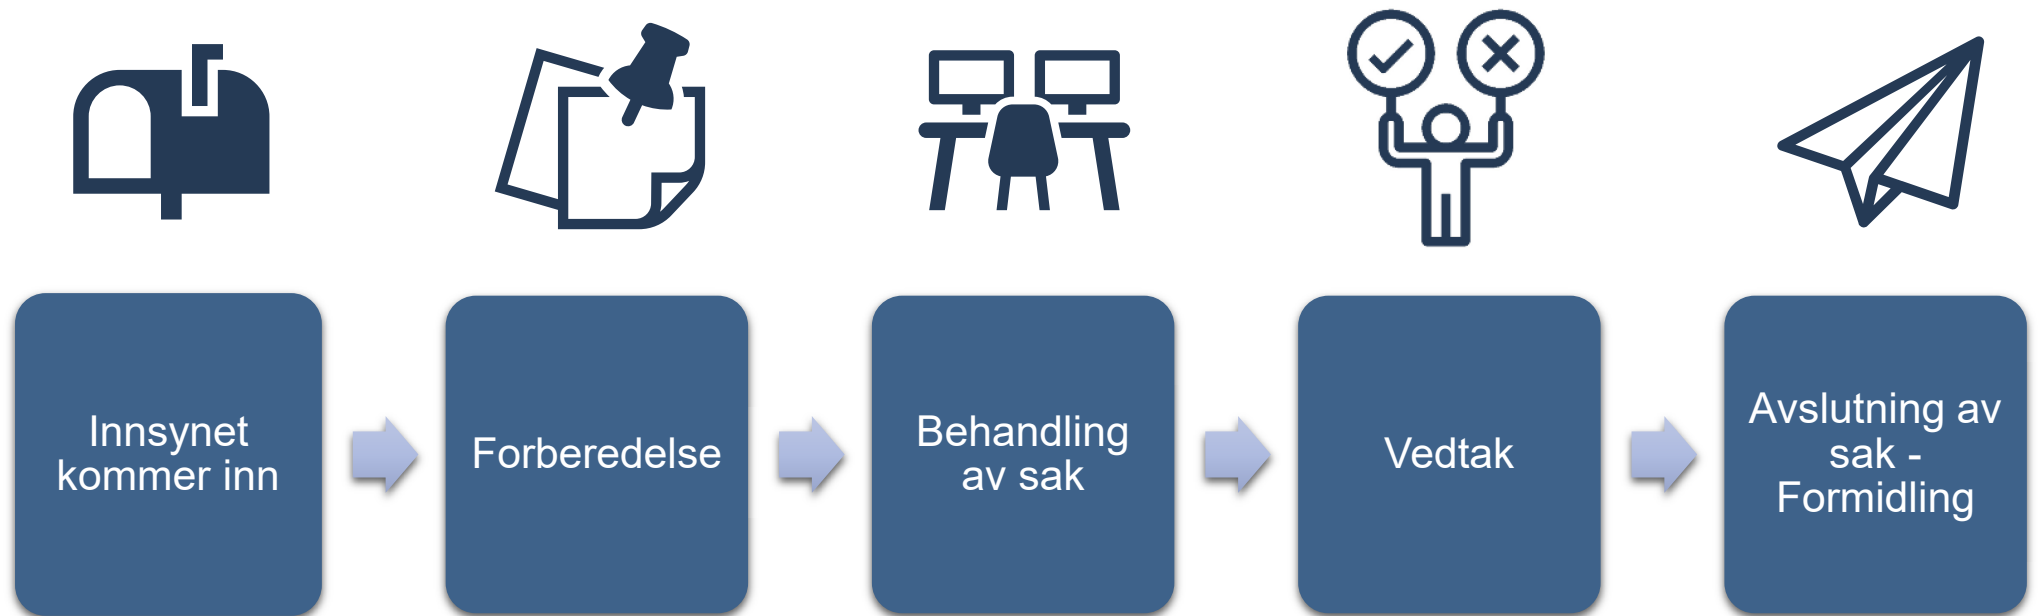 Innsynet
kommer inn
Forberedelse
Behandling
av sak
Vedtak
Avslutning av
sak -
Formidling